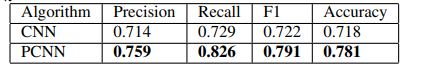 Algorithm Precision Recall F1 Accuracy
CNN 0.714 0.729 0.722 0.718
PCNN 0.759 0.826 0.791 0.781